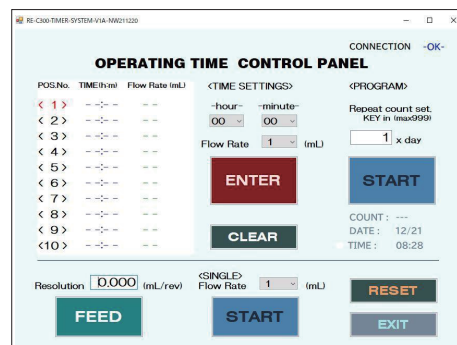 RE-C300-TIMER-SYSTEM-V1A-NW211220
CONNECTION -OK-
OPERATING TIME CONTROL PANEL
POS.No. TIME(h:m) Flow Rate (mL)
< 1 > - -:- - - -
< 2 > - -:- - - -
< 3 > - -:- - - -
< 4 > - -:- - - -
< 5 > - -:- - - -
< 6 > - -:- - - -
< 7 > - -:- - - -
< 8 > - -:- - - -
< 9 > - -:- - - -
<10> - -:- - - -
<TIME SETTINGS>
-hour- -minute-
00 00
Flow Rate 1 (mL)
ENTER
CLEAR
<PROGRAM>
Repeat count set.
KEY in (max999)
1 x day
START
COUNT : ---
DATE : 12/21
TIME : 08:28
Resolution 0.000 (mL/rev)
FEED
<SINGLE>
Flow Rate 1 (mL)
START
RESET
EXIT